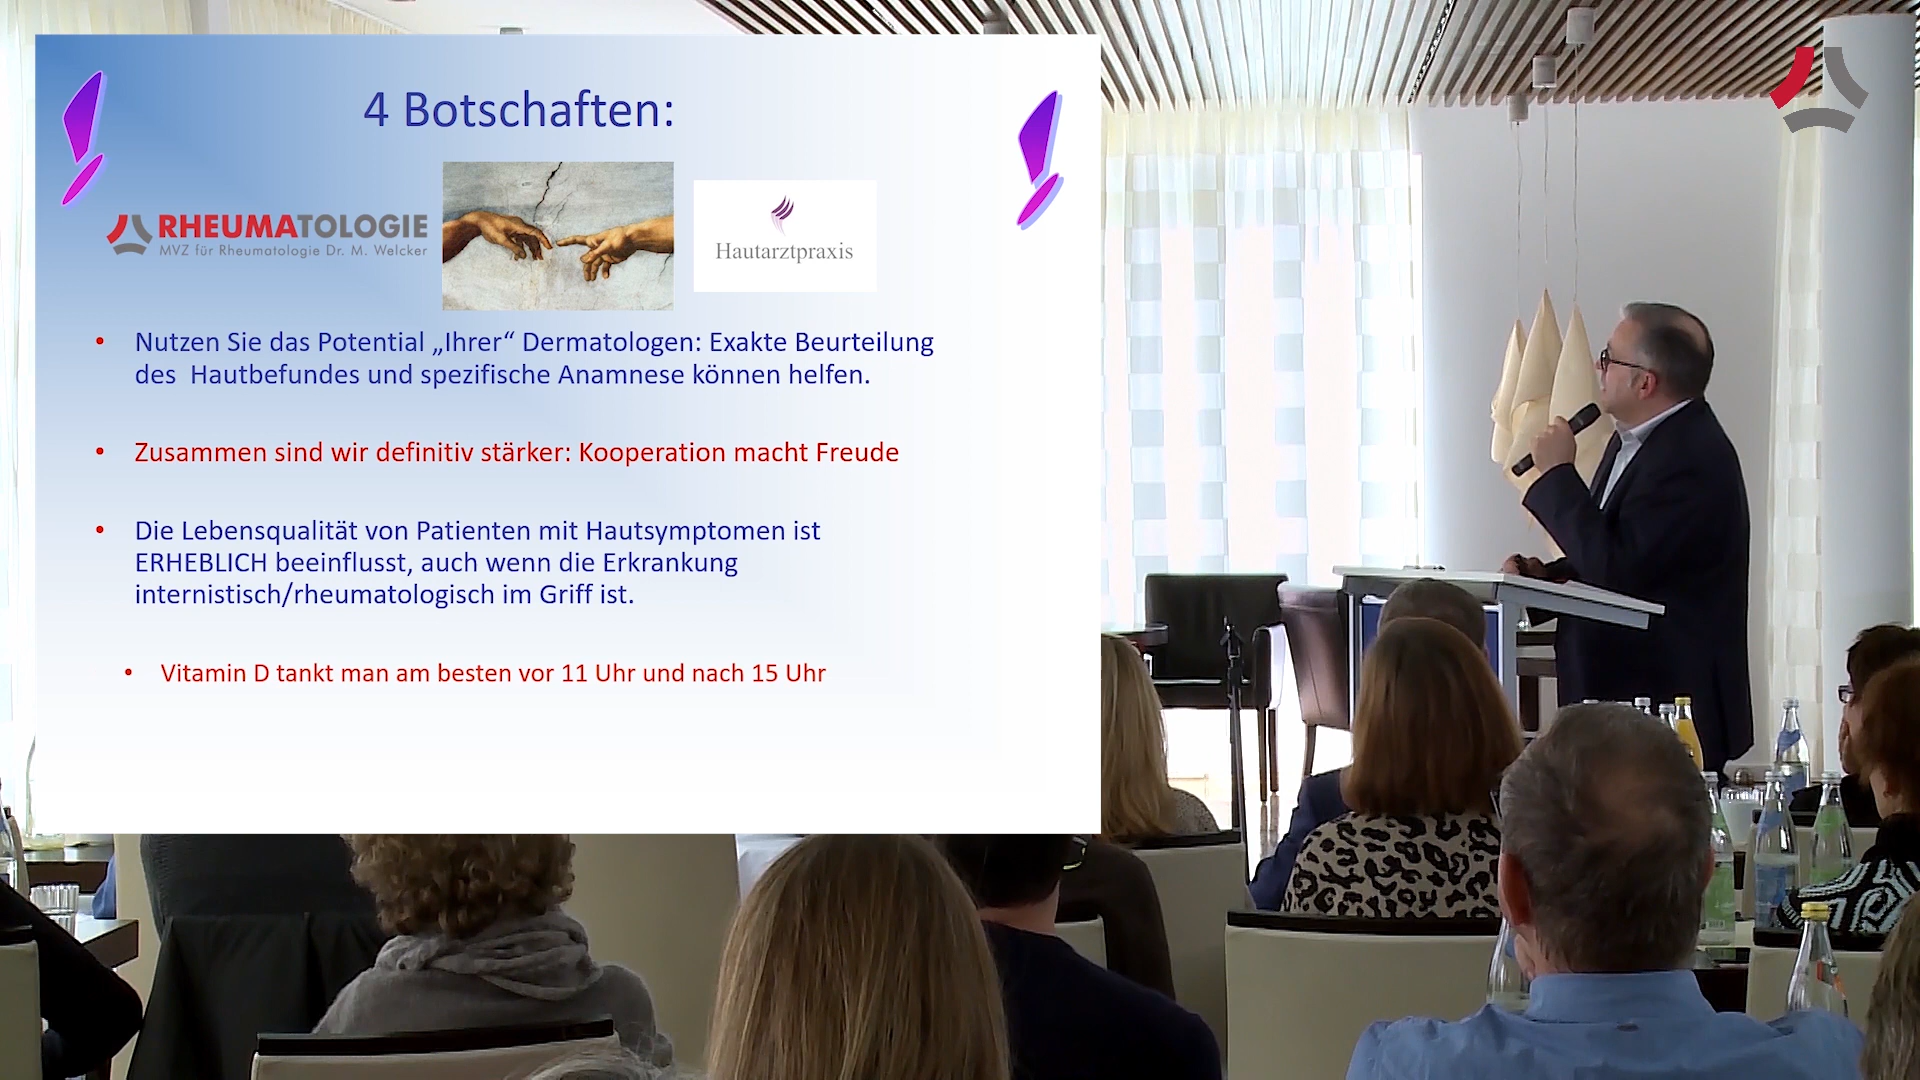 4 Botschaften:
RHEUMATOLOGIE
MVZ für Rheumatologie Dr. M. Welcker
Hautarztpraxis
• Nutzen Sie das Potential „Ihrer“ Dermatologen: Exakte Beurteilung
des Hautbefundes und spezifische Anamnese können helfen.
• Zusammen sind wir definitiv stärker: Kooperation macht Freude
• Die Lebensqualität von Patienten mit Hautsymptomen ist
ERHEBLICH beeinflusst, auch wenn die Erkrankung
internistisch/rheumatologisch im Griff ist.
• Vitamin D tankt man am besten vor 11 Uhr und nach 15 Uhr